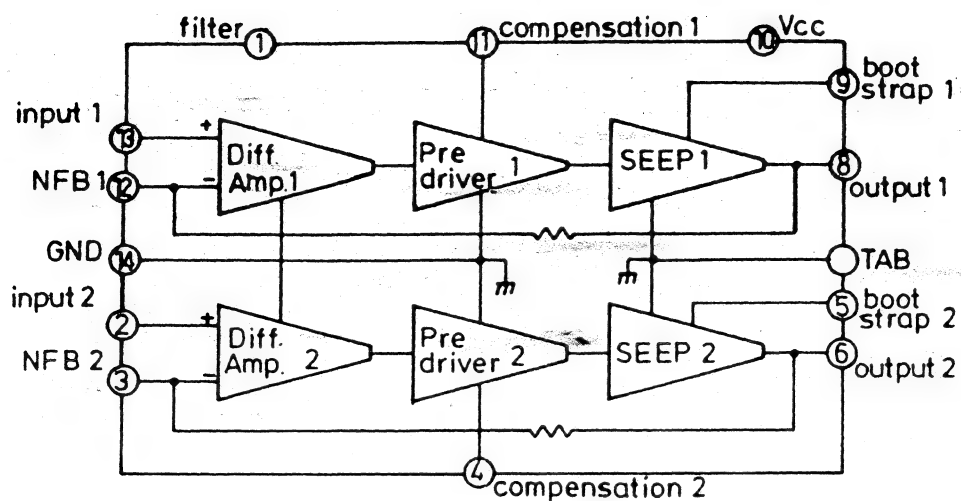 filter 1
11 compensation 1
10 Vcc
9 boot
strap 1
input 1
13 +
Diff.
Amp.1
Pre
driver 1
SEEP 1
8
output 1
NFB 1
12 −
GND
14
TAB
input 2
2 +
Diff.
Amp. 2
Pre
driver 2
SEEP 2
5 boot
strap 2
NFB 2
3 −
6
output 2
4
compensation 2